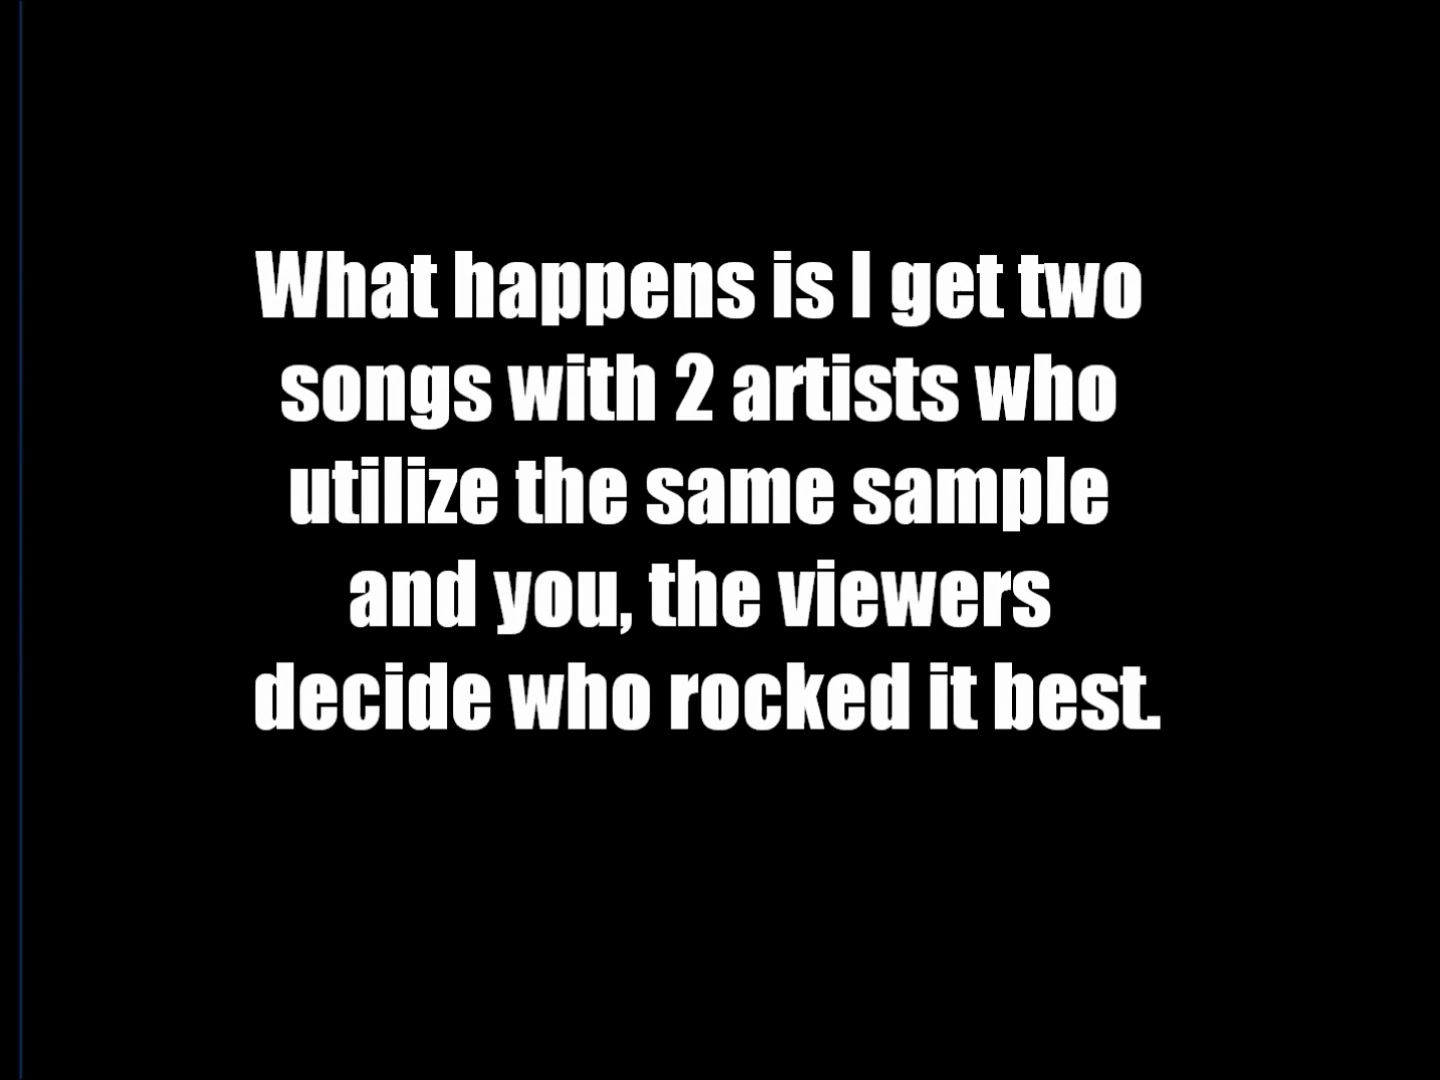 What happens is I get two
songs with 2 artists who
utilize the same sample
and you, the viewers
decide who rocked it best.